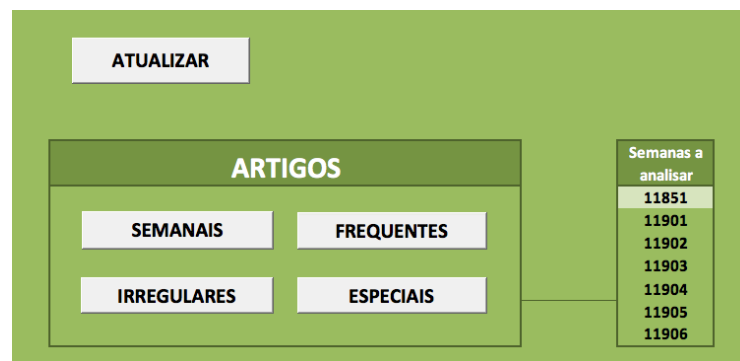 ATUALIZAR
ARTIGOS
SEMANAIS
FREQUENTES
IRREGULARES
ESPECIAIS
Semanas a
analisar
11851
11901
11902
11903
11904
11905
11906